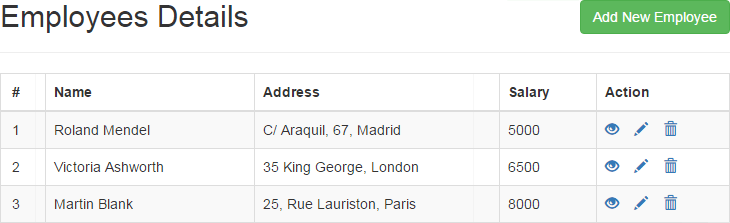 Employees Details
Add New Employee
# Name Address Salary Action
1 Roland Mendel C/ Araquil, 67, Madrid 5000
2 Victoria Ashworth 35 King George, London 6500
3 Martin Blank 25, Rue Lauriston, Paris 8000